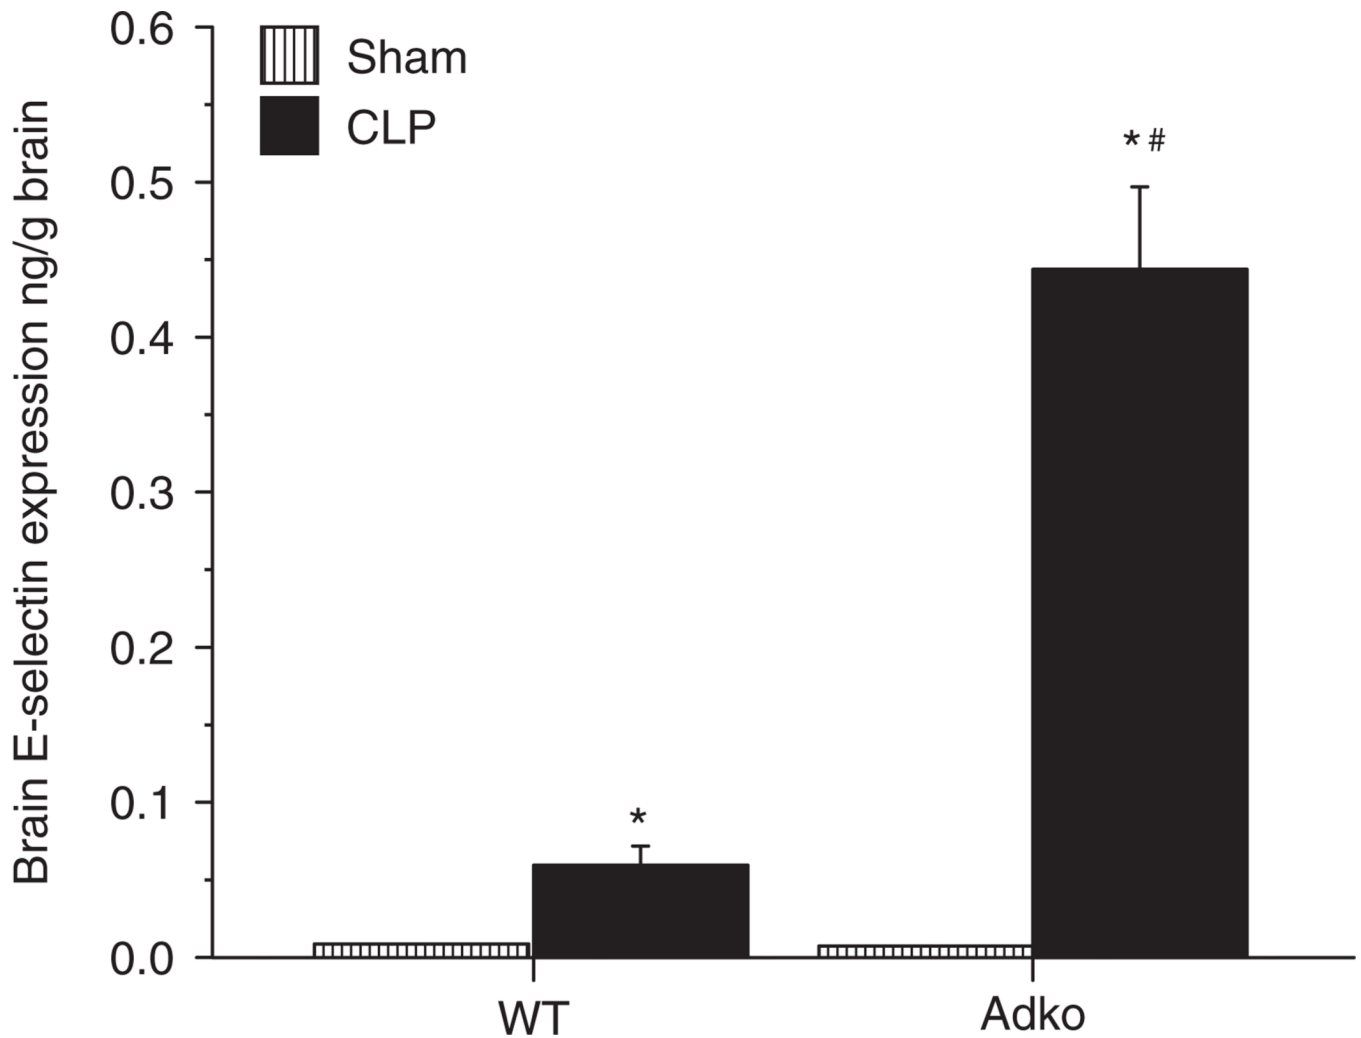 Brain E-selectin expression ng/g brain
0.6
0.5
0.4
0.3
0.2
0.1
0.0
Sham
CLP
*
* #
WT
Adko